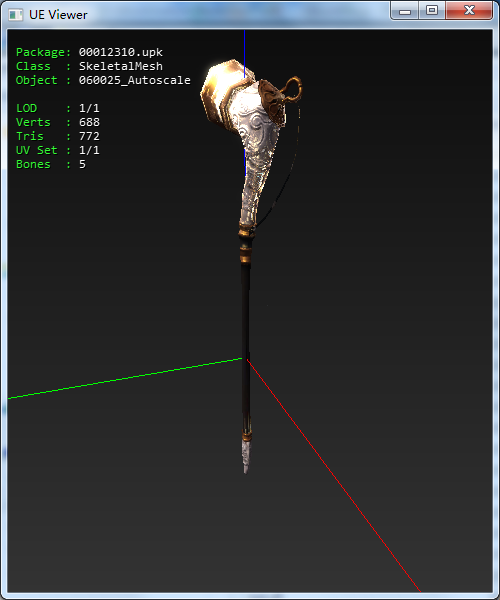 UE Viewer
Package: 00012310.upk
Class  : SkeletalMesh
Object : 060025_Autoscale
LOD    : 1/1
Verts  : 688
Tris   : 772
UV Set : 1/1
Bones  : 5